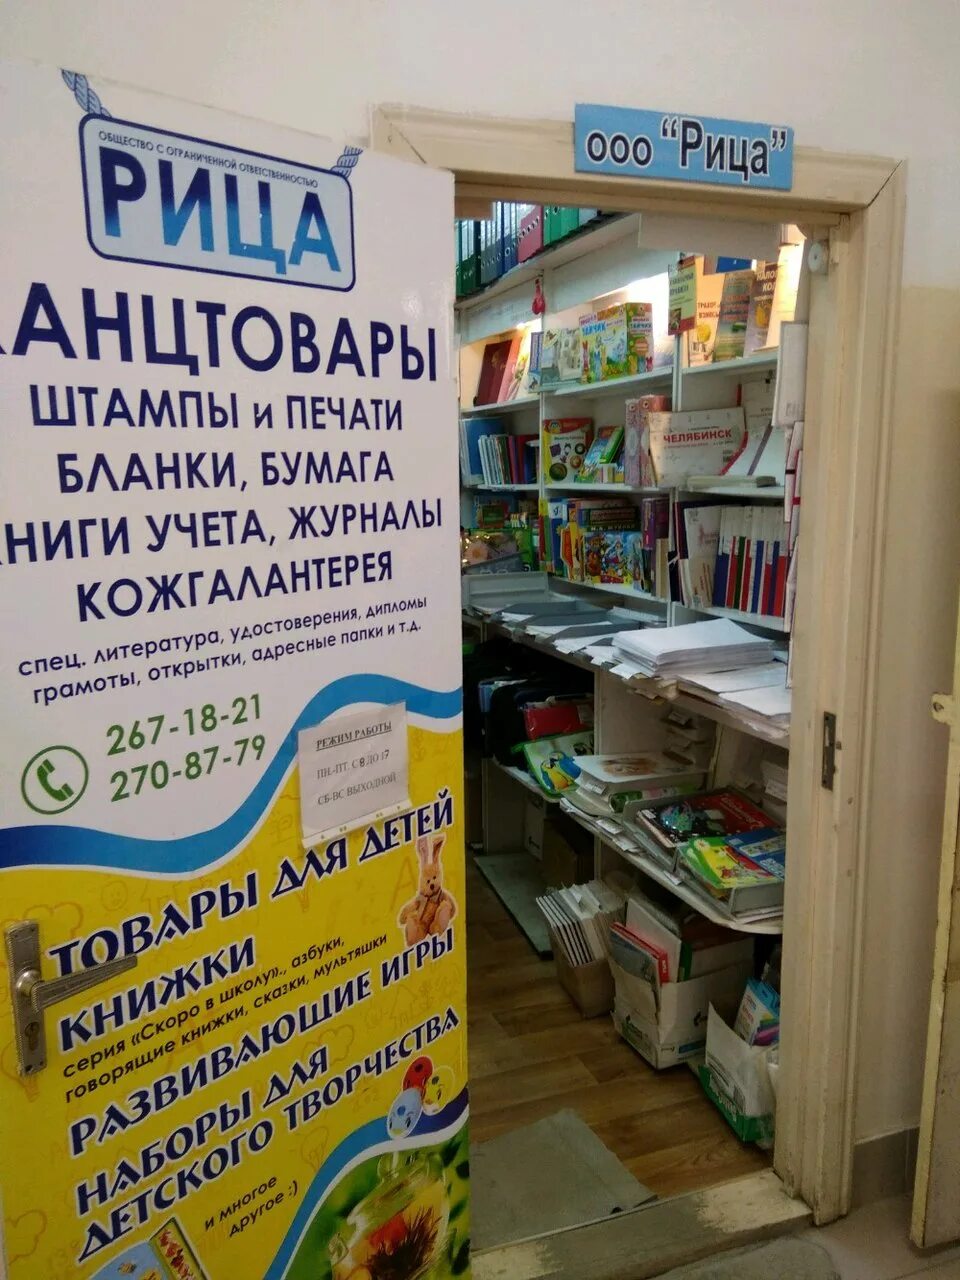 ОБЩЕСТВО С ОГРАНИЧЕННОЙ ОТВЕТСТВЕННОСТЬЮ
РИЦА
ООО "Рица"
АНЦТОВАРЫ
ШТАМПЫ и ПЕЧАТИ
БЛАНКИ, БУМАГА
НИГИ УЧЕТА, ЖУРНАЛЫ
КОЖГАЛАНТЕРЕЯ
спец. литература, удостоверения, дипломы
грамоты, открытки, адресные папки и т.д.
267-18-21
270-87-79
РЕЖИМ РАБОТЫ
ПН-ПТ. С 8 ДО 17
СБ-ВС ВЫХОДНОЙ
ТОВАРЫ ДЛЯ ДЕТЕЙ
КНИЖКИ
серия «Скоро в школу»., азбуки,
говорящие книжки, сказки, мультяшки
РАЗВИВАЮЩИЕ ИГРЫ
НАБОРЫ ДЛЯ
ДЕТСКОГО ТВОРЧЕСТВА
и многое
другое :)
ЧЕЛЯБИНСК